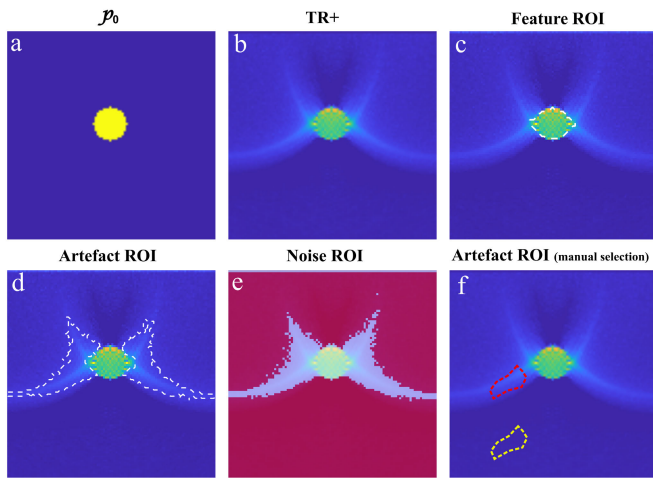 𝓅₀ TR+ Feature ROI
a b c
Artefact ROI Noise ROI Artefact ROI (manual selection)
d e f